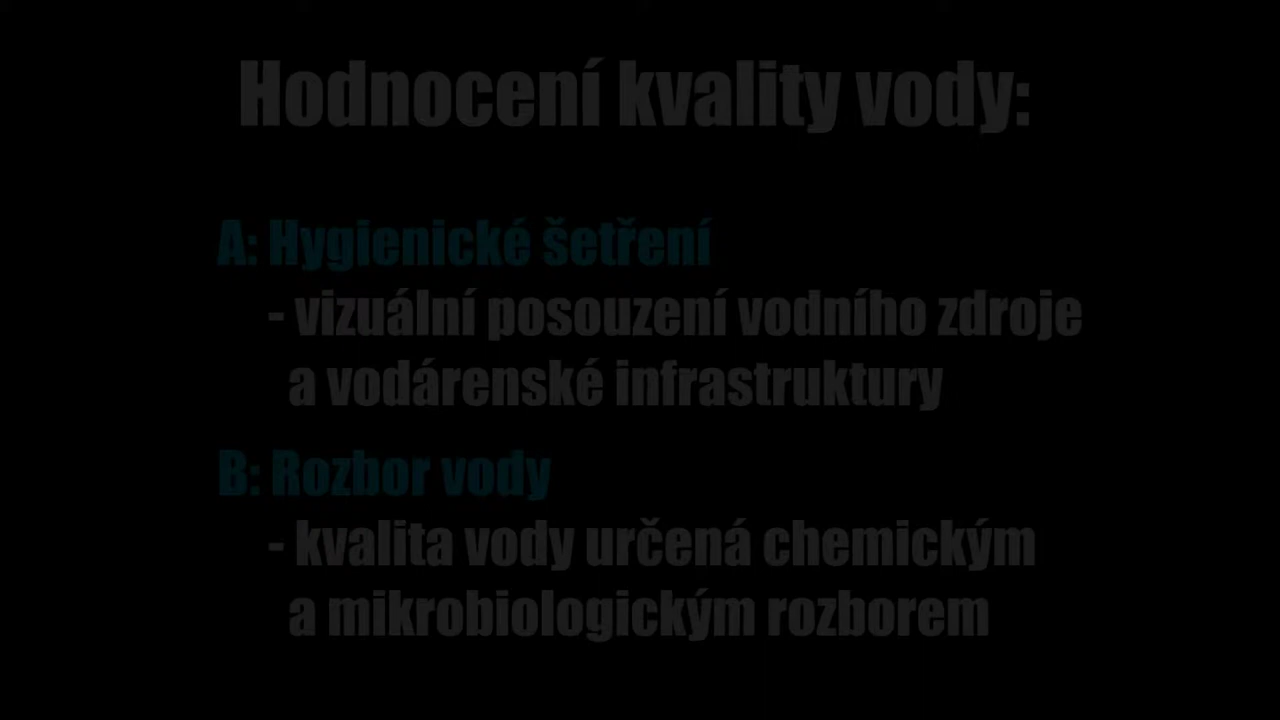 Hodnocení kvality vody:
A: Hygienické šetření
- vizuální posouzení vodního zdroje
a vodárenské infrastruktury
B: Rozbor vody
- kvalita vody určená chemickým
a mikrobiologickým rozborem